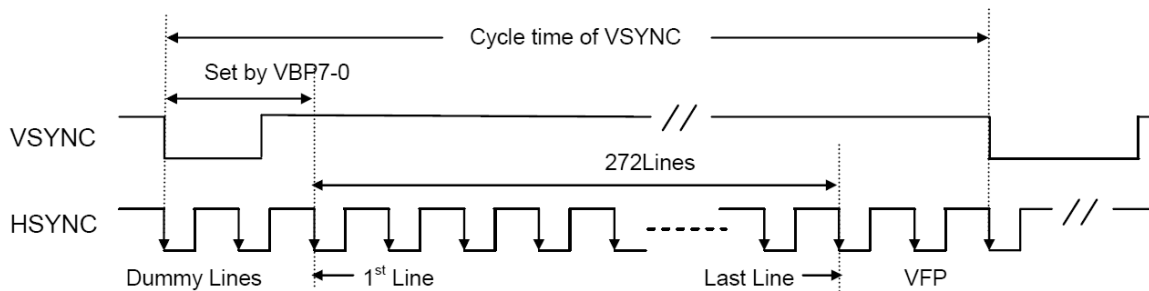 Cycle time of VSYNC
Set by VBP7-0
VSYNC
272Lines
HSYNC
Dummy Lines
1st Line
Last Line
VFP